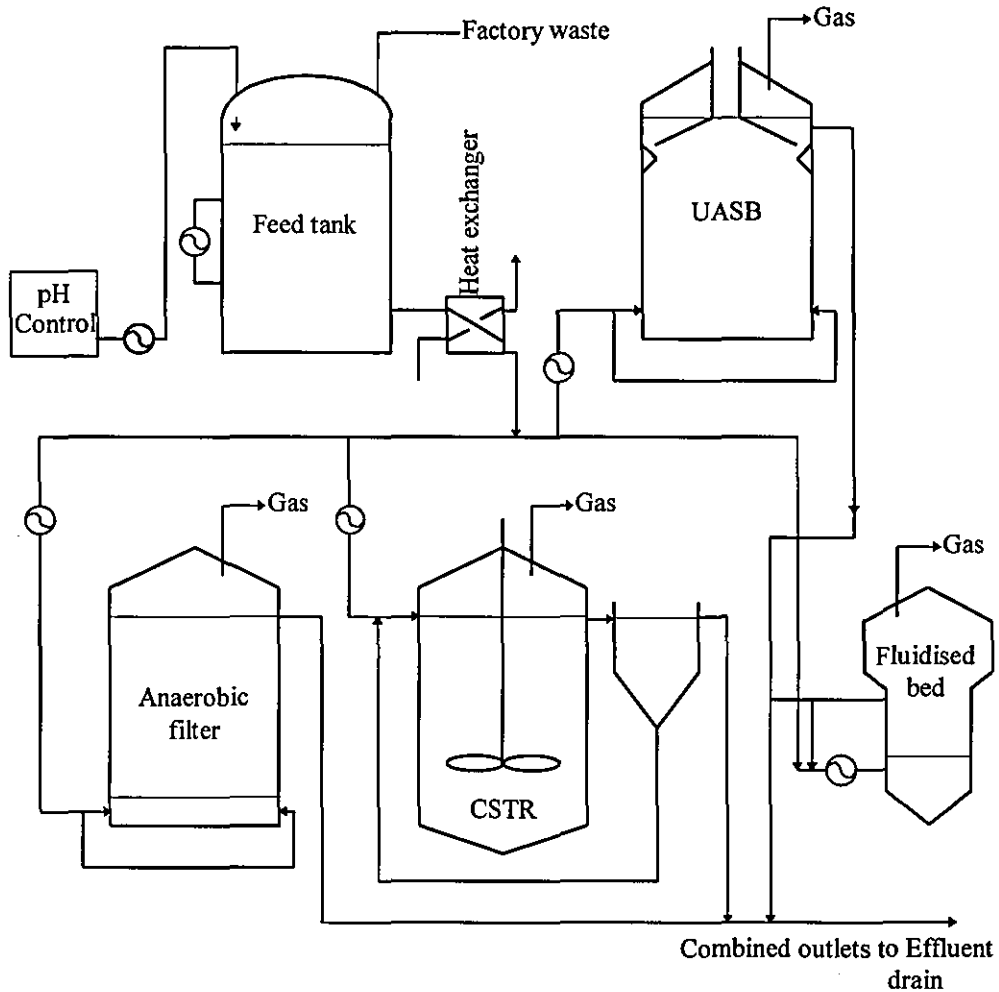 Gas
Factory waste
Heat exchanger
Feed tank
UASB
pH
Control
Gas
Gas
Gas
Fluidised
bed
Anaerobic
filter
CSTR
Combined outlets to Effluent
drain